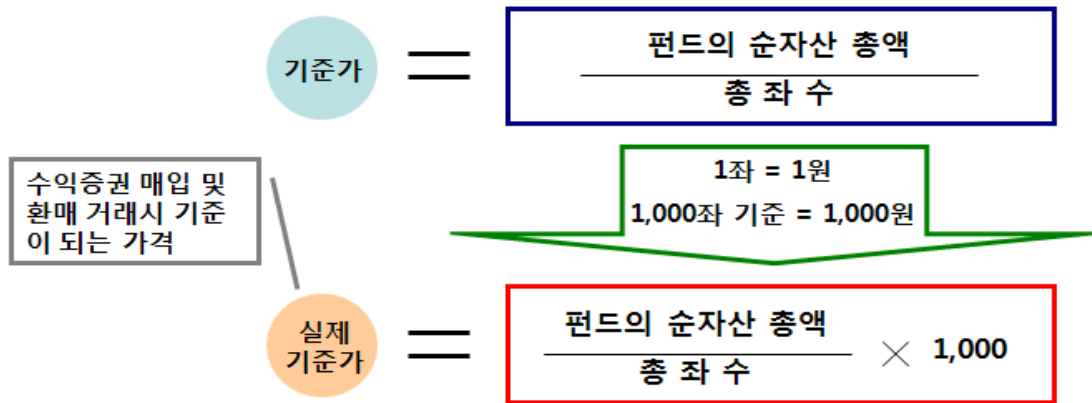 기준가
=
펀드의 순자산 총액
총 좌 수
수익증권 매입 및
환매 거래시 기준
이 되는 가격
1좌 = 1원
1,000좌 기준 = 1,000원
실제
기준가
=
펀드의 순자산 총액
총 좌 수
× 1,000